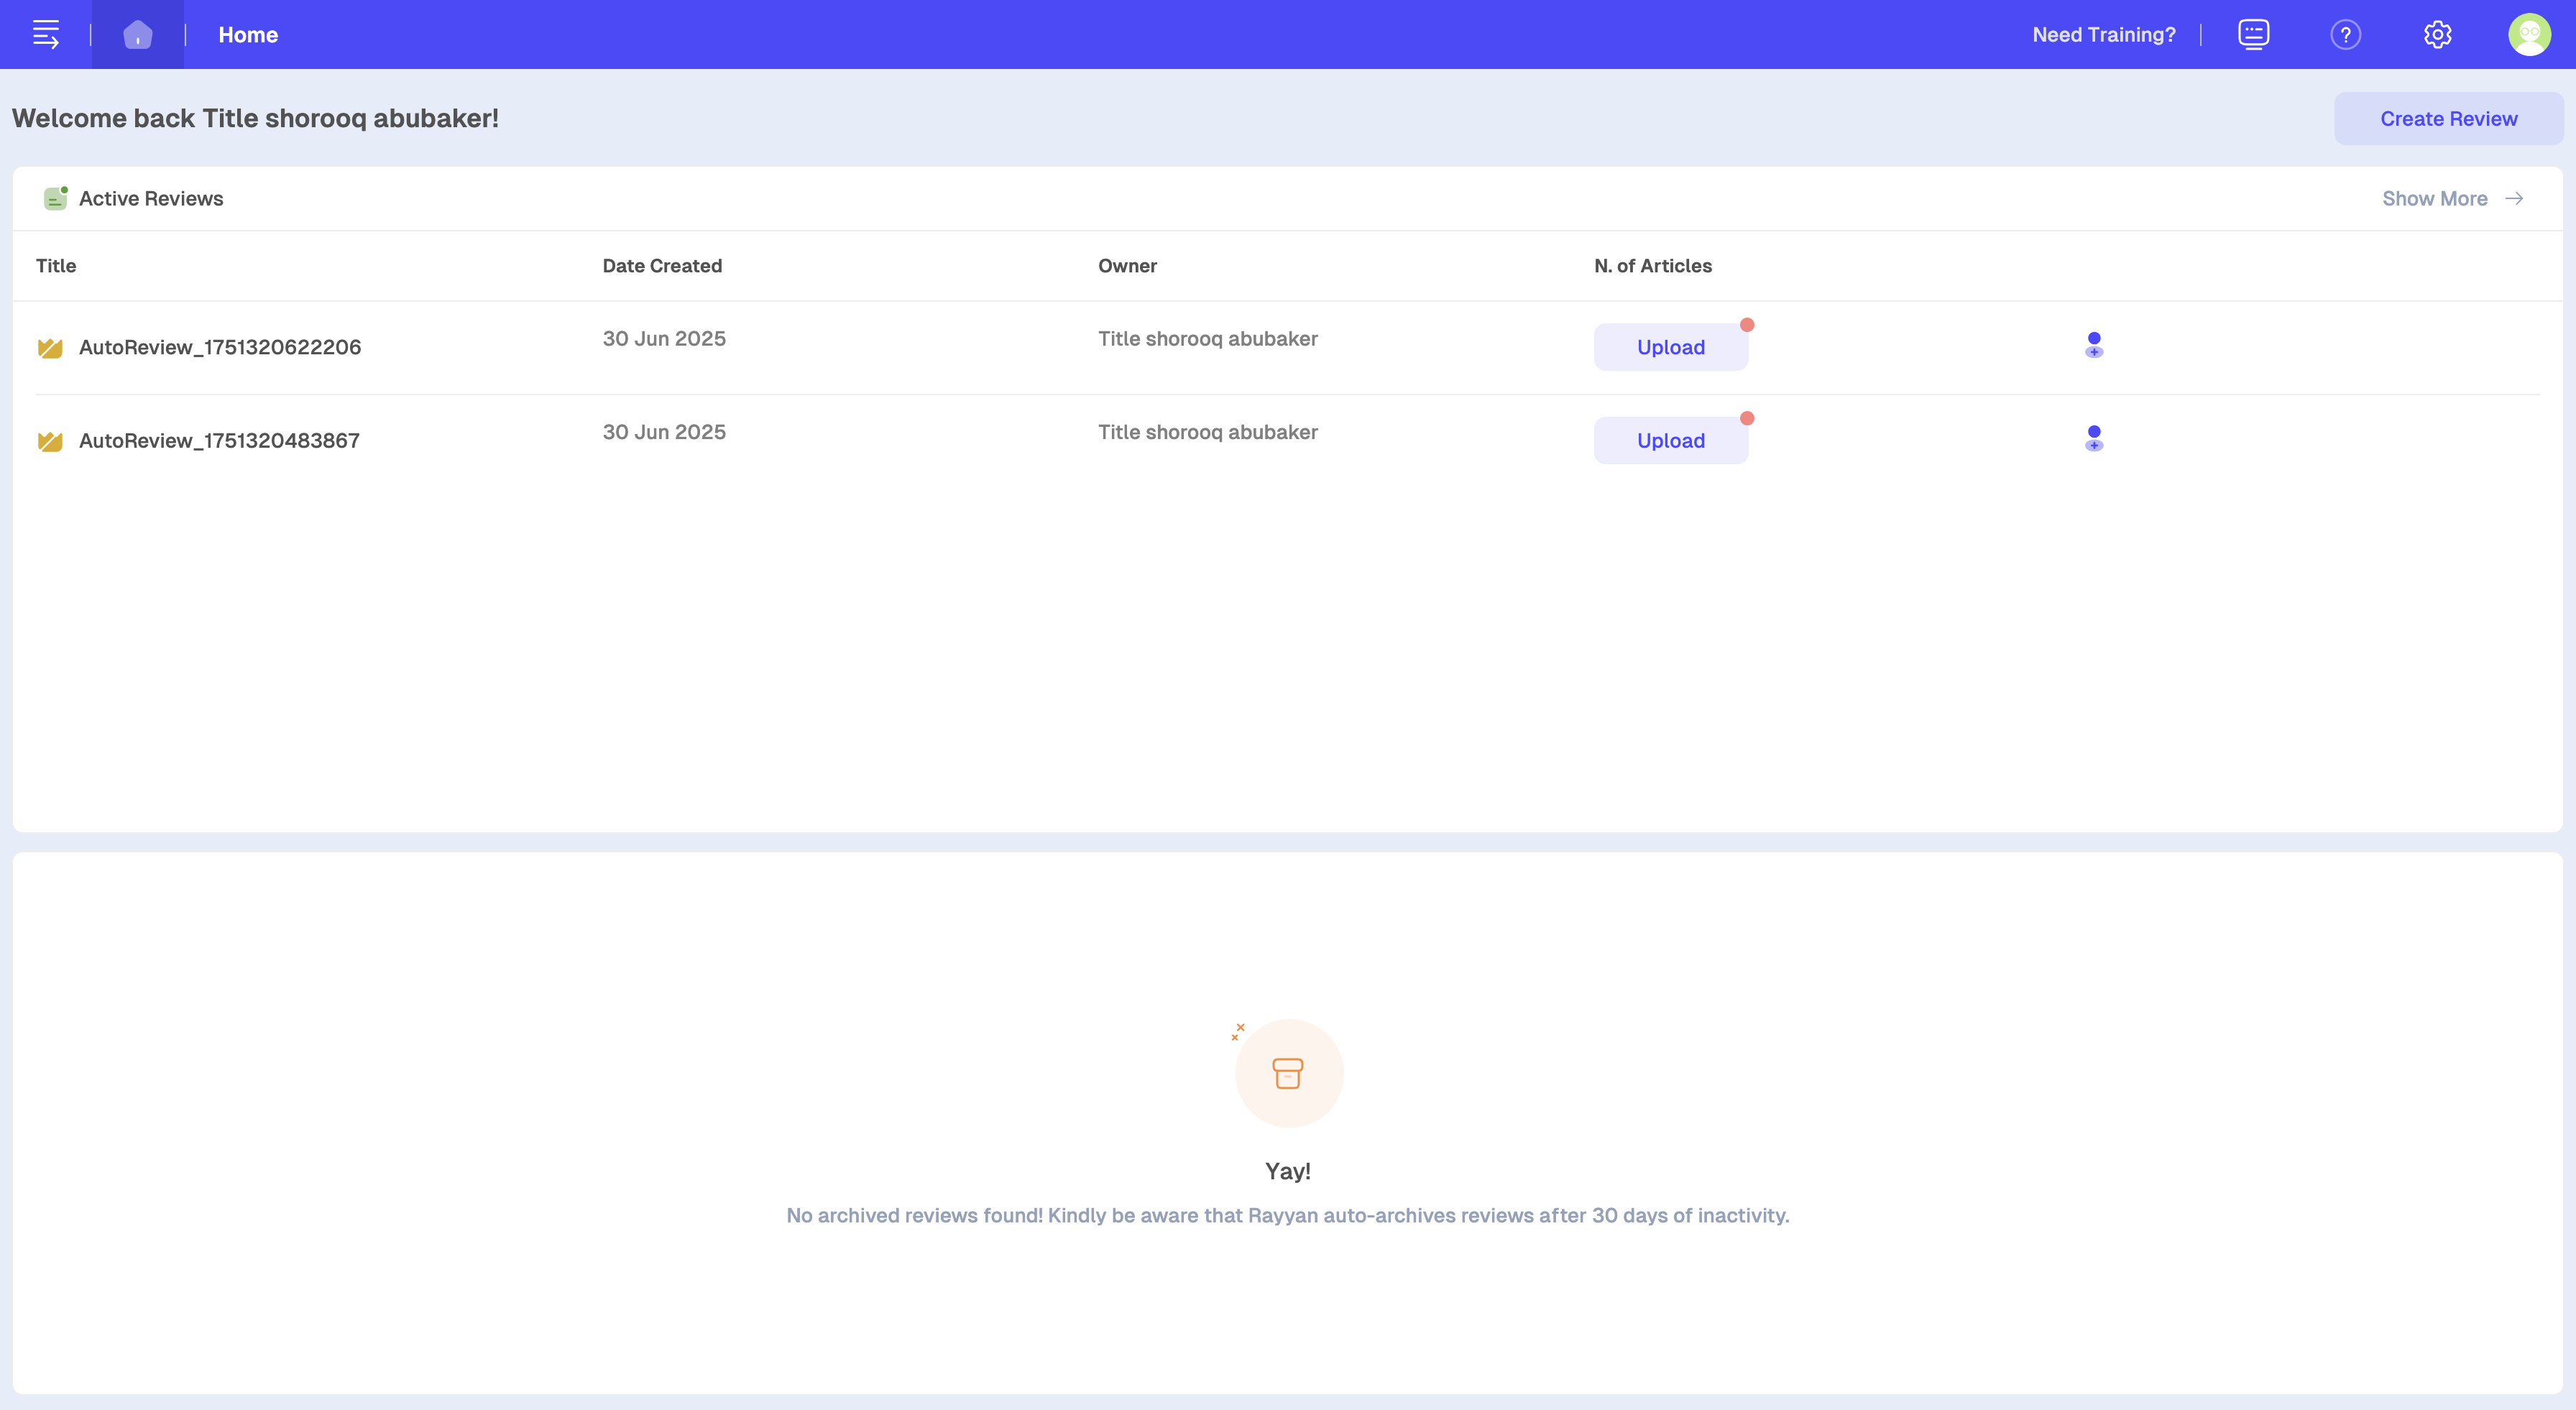 Home
Need Training?
Welcome back Title shorooq abubaker!
Create Review
Active Reviews
Show More
Title
Date Created
Owner
N. of Articles
AutoReview_1751320622206
30 Jun 2025
Title shorooq abubaker
Upload
AutoReview_1751320483867
30 Jun 2025
Title shorooq abubaker
Upload
Yay!
No archived reviews found! Kindly be aware that Rayyan auto-archives reviews after 30 days of inactivity.